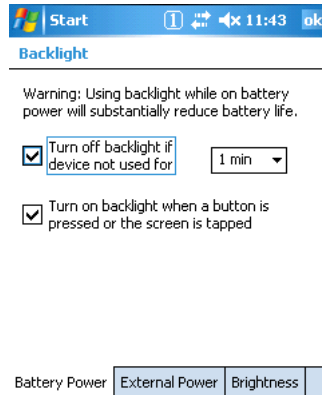 Start 1 11:43 ok
Backlight
Warning: Using backlight while on battery
power will substantially reduce battery life.
Turn off backlight if
device not used for 1 min
Turn on backlight when a button is
pressed or the screen is tapped
Battery Power External Power Brightness